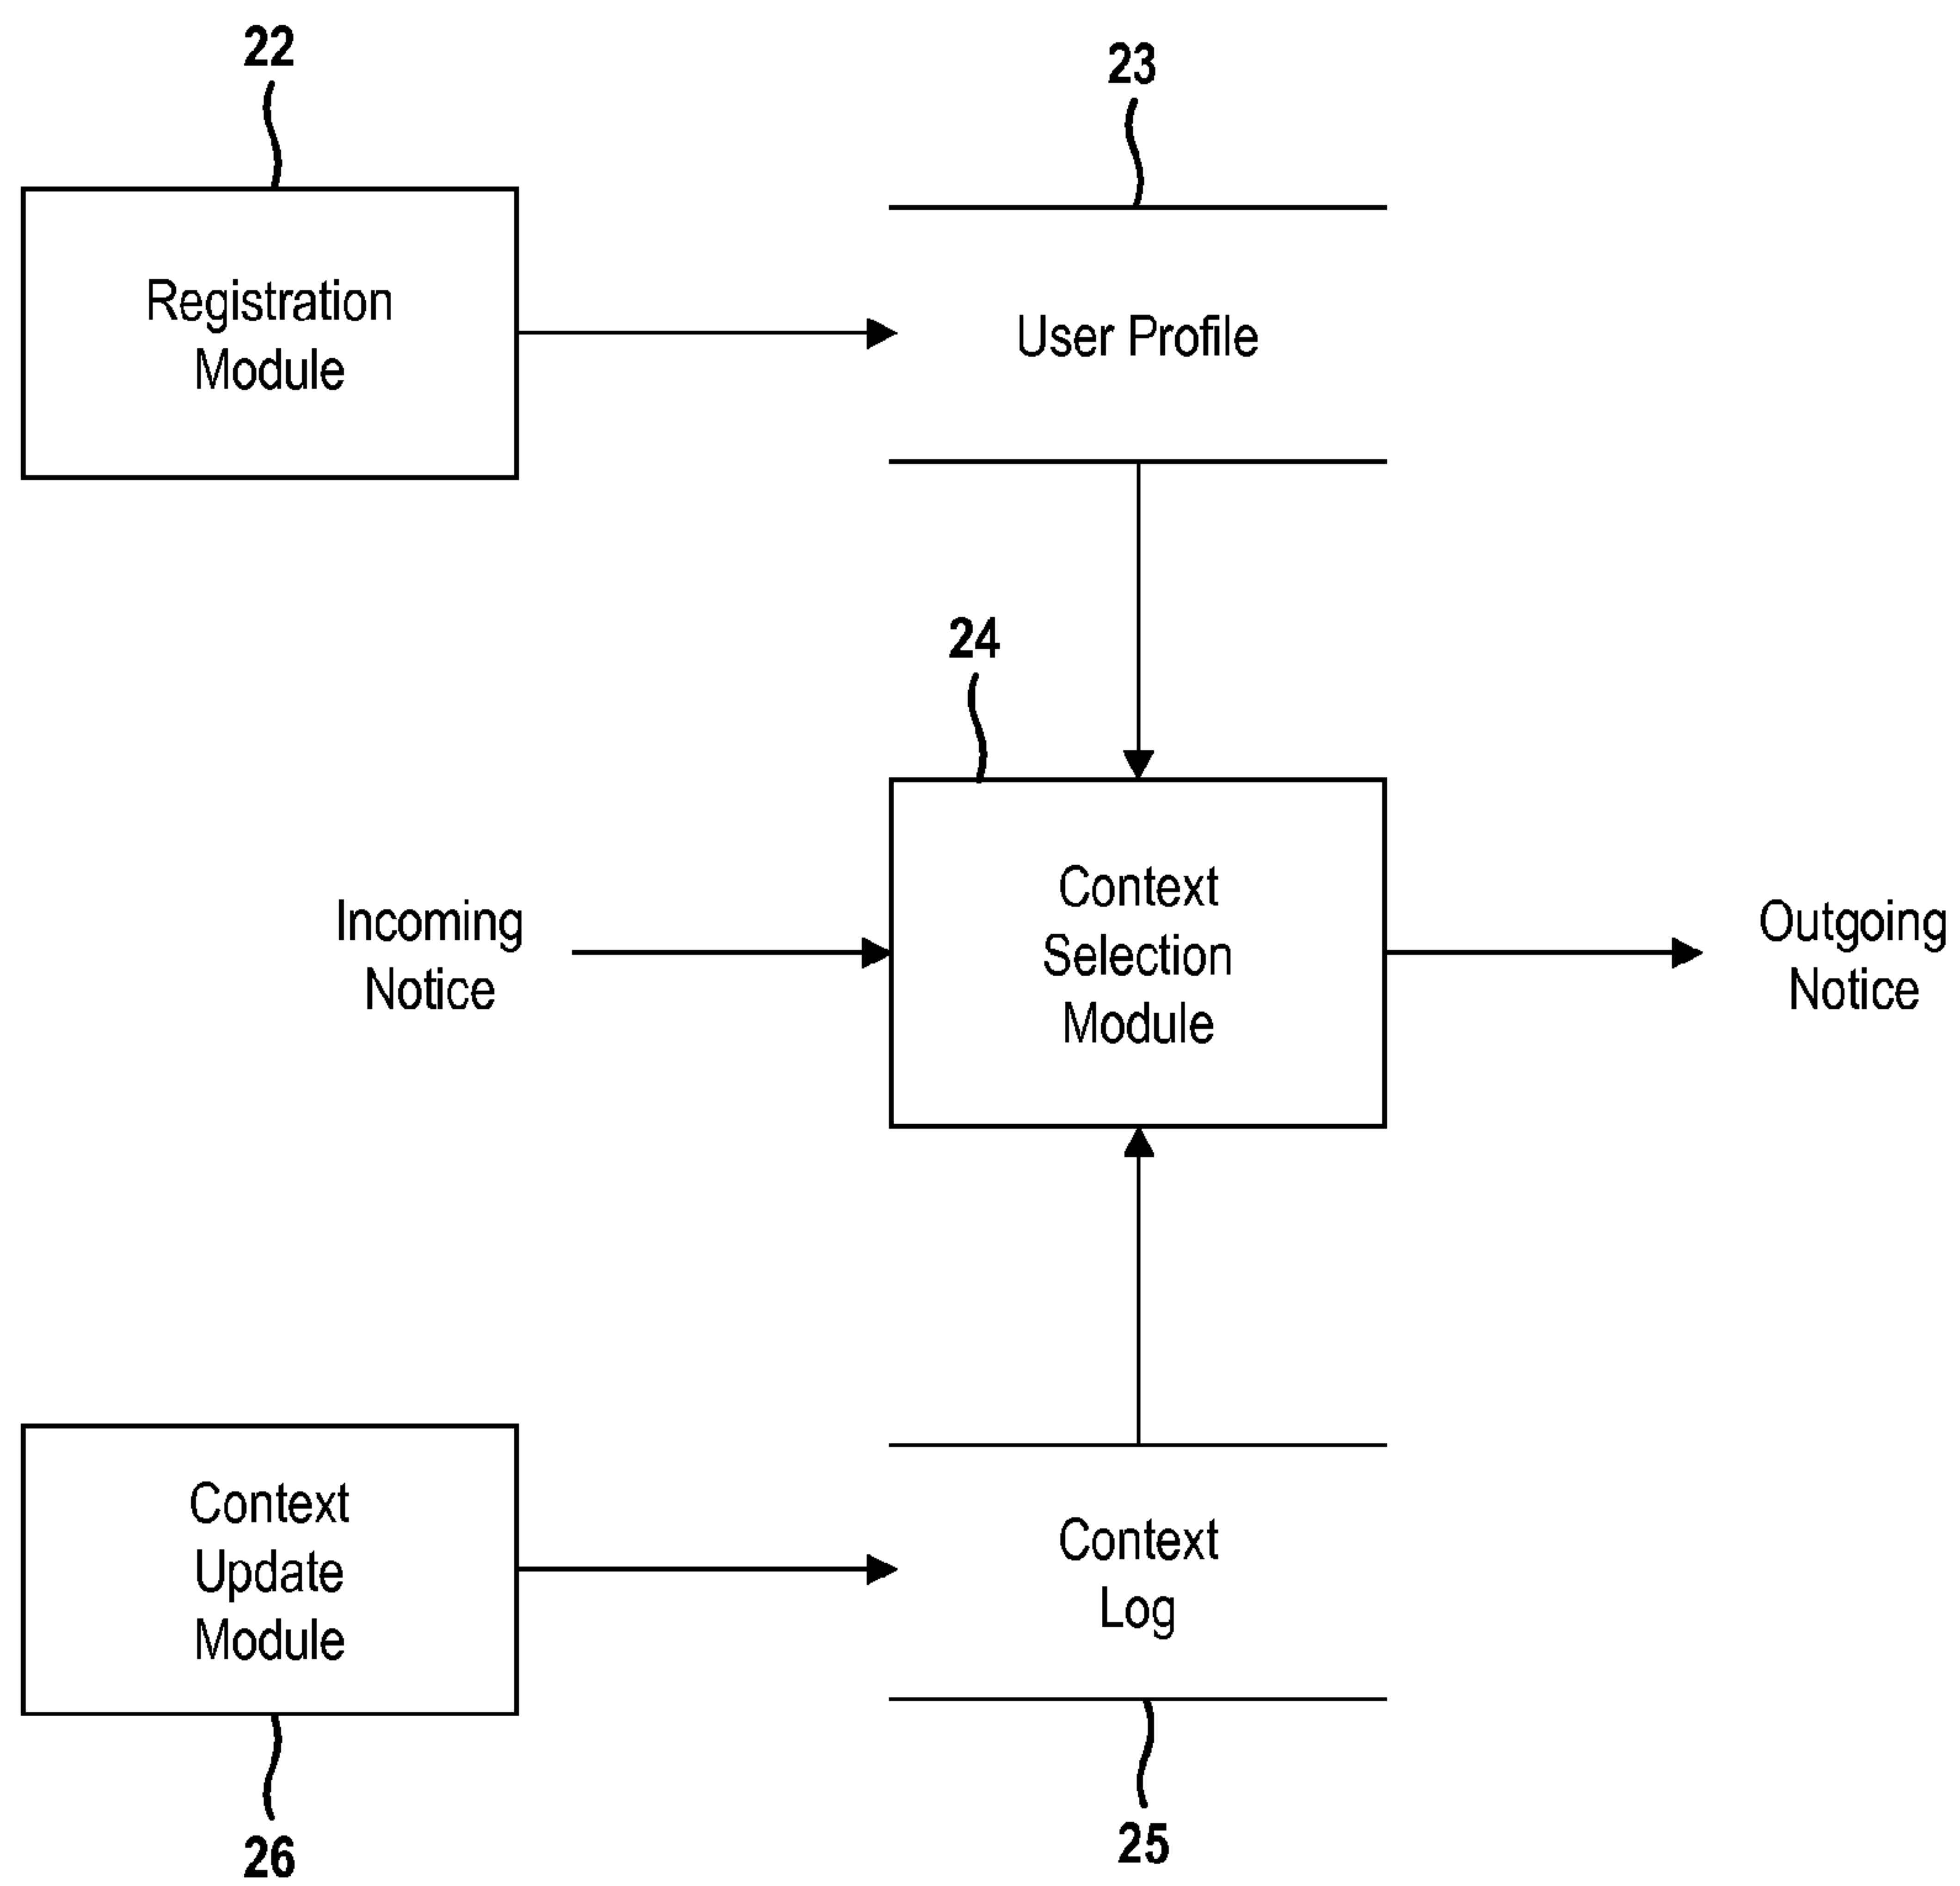 22
23
Registration
Module
User Profile
24
Incoming
Notice
Context
Selection
Module
Outgoing
Notice
Context
Update
Module
Context
Log
26
25